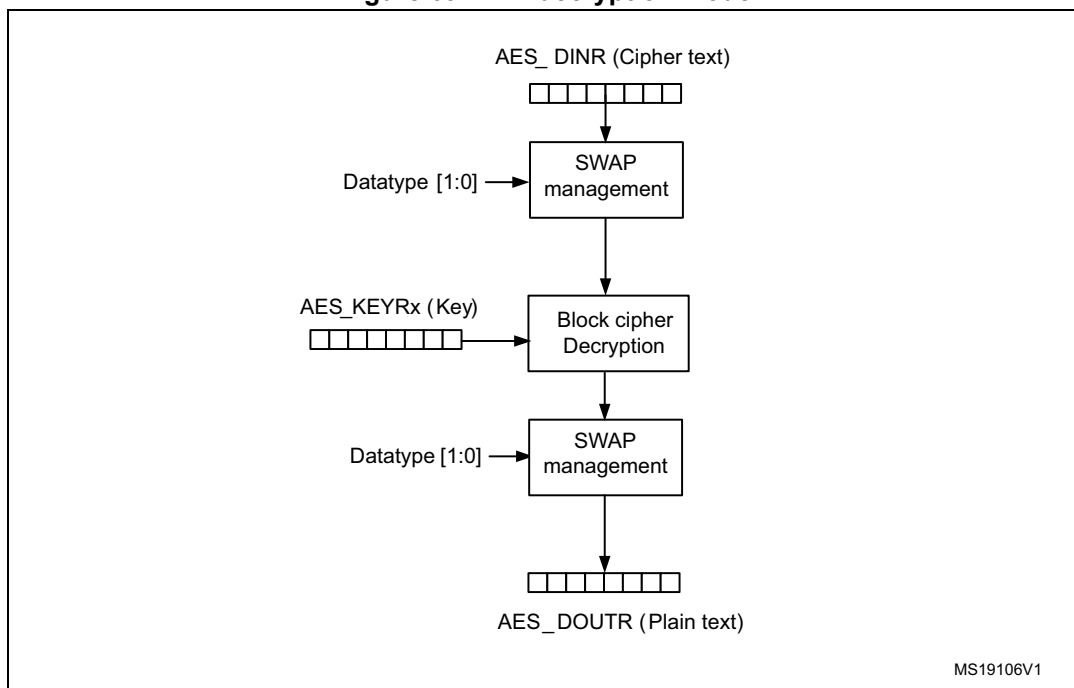 AES_ DINR (Cipher text)
SWAP
management
Datatype [1:0]
AES_KEYRx (Key)
Block cipher
Decryption
SWAP
management
Datatype [1:0]
AES_DOUTR (Plain text)
MS19106V1